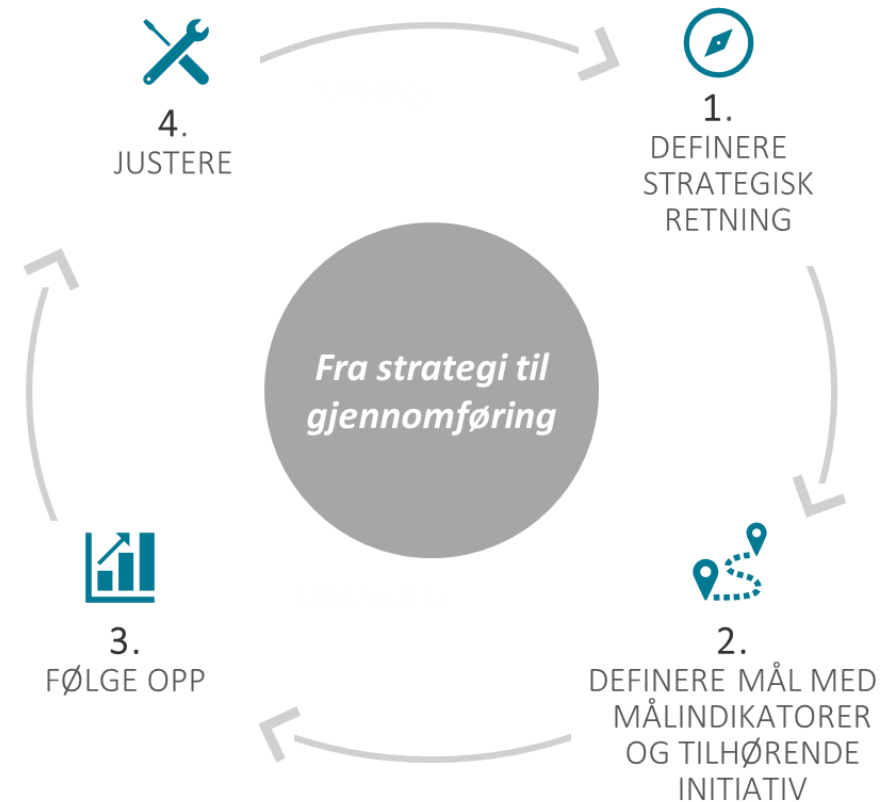 1.
DEFINERE
STRATEGISK
RETNING
2.
DEFINERE MÅL MED
MÅLINDIKATORER
OG TILHØRENDE
INITIATIV
3.
FØLGE OPP
4.
JUSTERE
Fra strategi til
gjennomføring